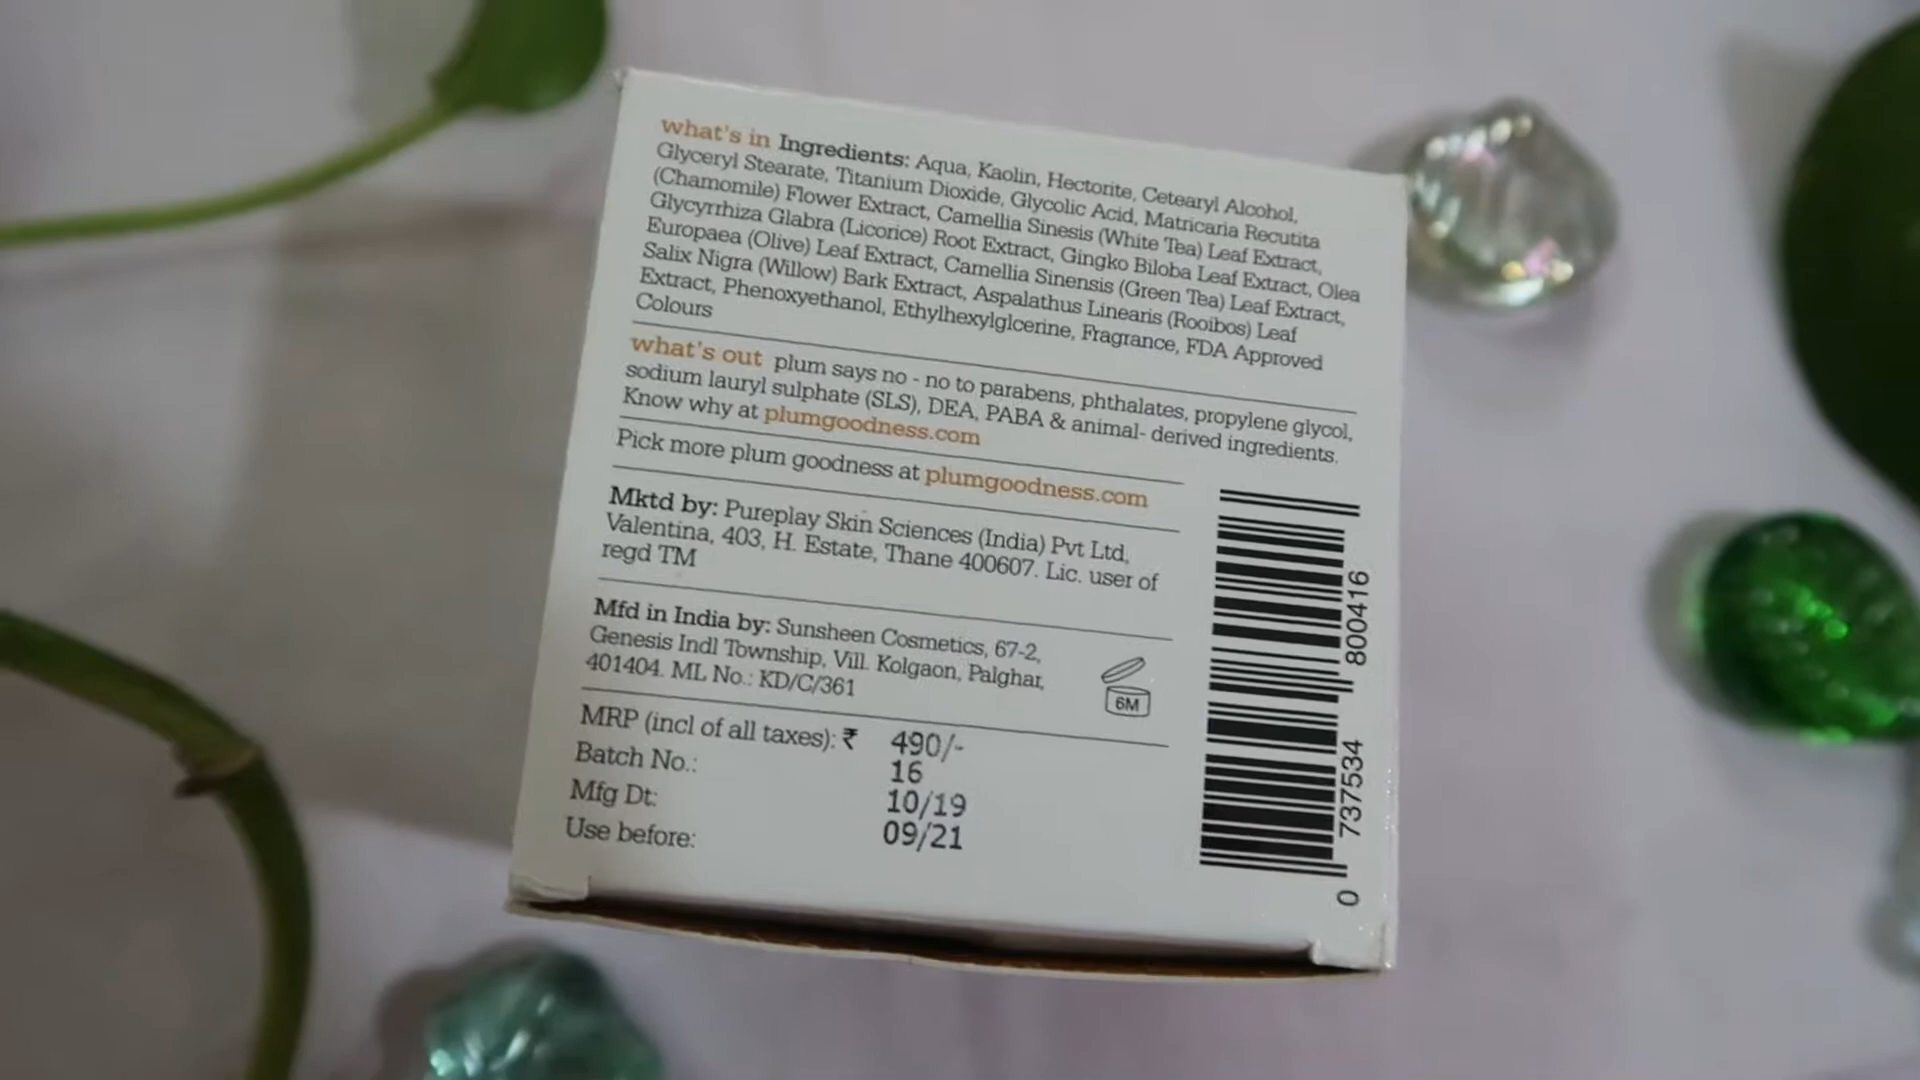 what's in Ingredients: Aqua, Kaolin, Hectorite, Cetearyl Alcohol,
Glyceryl Stearate, Titanium Dioxide, Glycolic Acid, Matricaria Recutita
(Chamomile) Flower Extract, Camellia Sinesis (White Tea) Leaf Extract,
Glycyrrhiza Glabra (Licorice) Root Extract, Gingko Biloba Leaf Extract, Olea
Europaea (Olive) Leaf Extract, Camellia Sinensis (Green Tea) Leaf Extract,
Salix Nigra (Willow) Bark Extract, Aspalathus Linearis (Rooibos) Leaf
Extract, Phenoxyethanol, Ethylhexylglcerine, Fragrance, FDA Approved
Colours
what's out plum says no - no to parabens, phthalates, propylene glycol,
sodium lauryl sulphate (SLS), DEA, PABA & animal- derived ingredients.
Know why at plumgoodness.com
Pick more plum goodness at plumgoodness.com
Mktd by: Pureplay Skin Sciences (India) Pvt Ltd,
Valentina, 403, H. Estate, Thane 400607. Lic. user of
regd TM
Mfd in India by: Sunsheen Cosmetics, 67-2,
Genesis Indl Township, Vill. Kolgaon, Palghar,
401404. ML No.: KD/C/361
6M
MRP (incl of all taxes): ₹ 490/-
Batch No.: 16
Mfg Dt: 10/19
Use before: 09/21
0 737534 800416